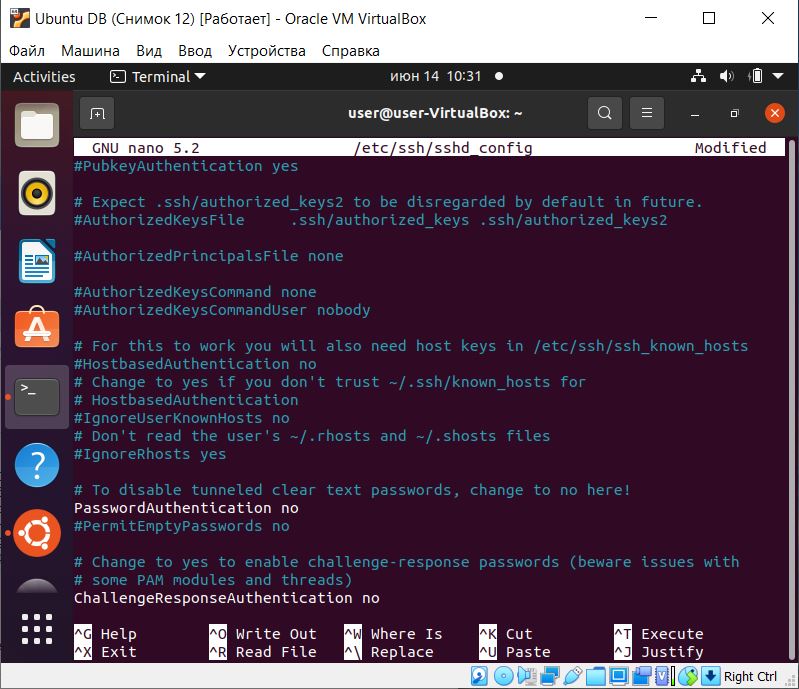 Ubuntu DB (Снимок 12) [Работает] - Oracle VM VirtualBox
Файл Машина Вид Ввод Устройства Справка
Activities Terminal июн 14 10:31
user@user-VirtualBox: ~
GNU nano 5.2 /etc/ssh/sshd_config Modified
#PubkeyAuthentication yes
# Expect .ssh/authorized_keys2 to be disregarded by default in future.
#AuthorizedKeysFile .ssh/authorized_keys .ssh/authorized_keys2
#AuthorizedPrincipalsFile none
#AuthorizedKeysCommand none
#AuthorizedKeysCommandUser nobody
# For this to work you will also need host keys in /etc/ssh/ssh_known_hosts
#HostbasedAuthentication no
# Change to yes if you don't trust ~/.ssh/known_hosts for
# HostbasedAuthentication
#IgnoreUserKnownHosts no
# Don't read the user's ~/.rhosts and ~/.shosts files
#IgnoreRhosts yes
# To disable tunneled clear text passwords, change to no here!
PasswordAuthentication no
#PermitEmptyPasswords no
# Change to yes to enable challenge-response passwords (beware issues with
# some PAM modules and threads)
ChallengeResponseAuthentication no
^G Help ^O Write Out ^W Where Is ^K Cut ^T Execute
^X Exit ^R Read File ^\ Replace ^U Paste ^J Justify
Right Ctrl